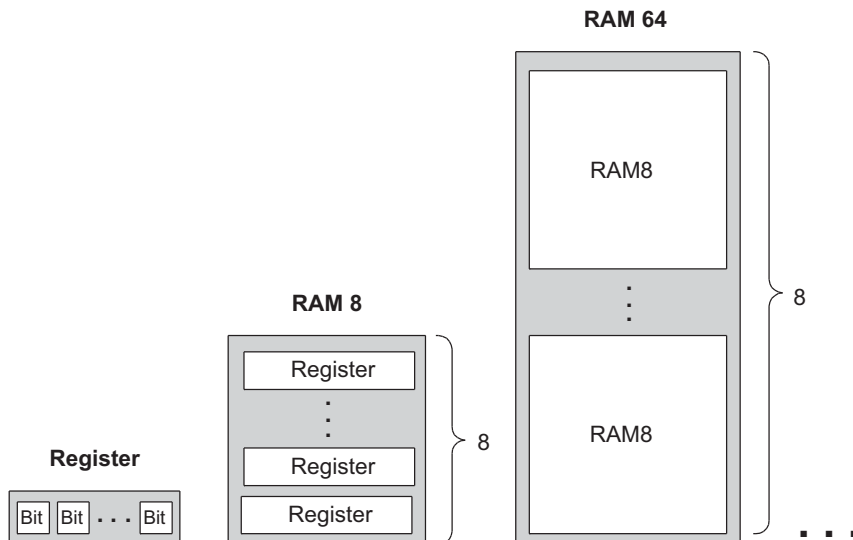 RAM 64
RAM8
8
RAM8
RAM 8
Register
Register
Register
8
Register
Bit Bit . . . Bit